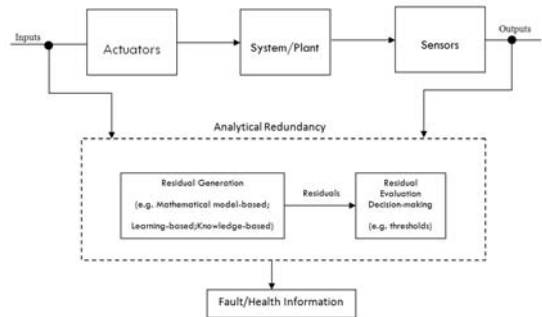 Inputs
Actuators
System/Plant
Sensors
Outputs
Analytical Redundancy
Residual Generation
(e.g. Mathematical model-based;
Learning-based;Knowledge-based)
Residuals
Residual
Evaluation
Decision-making
(e.g. thresholds)
Fault/Health Information